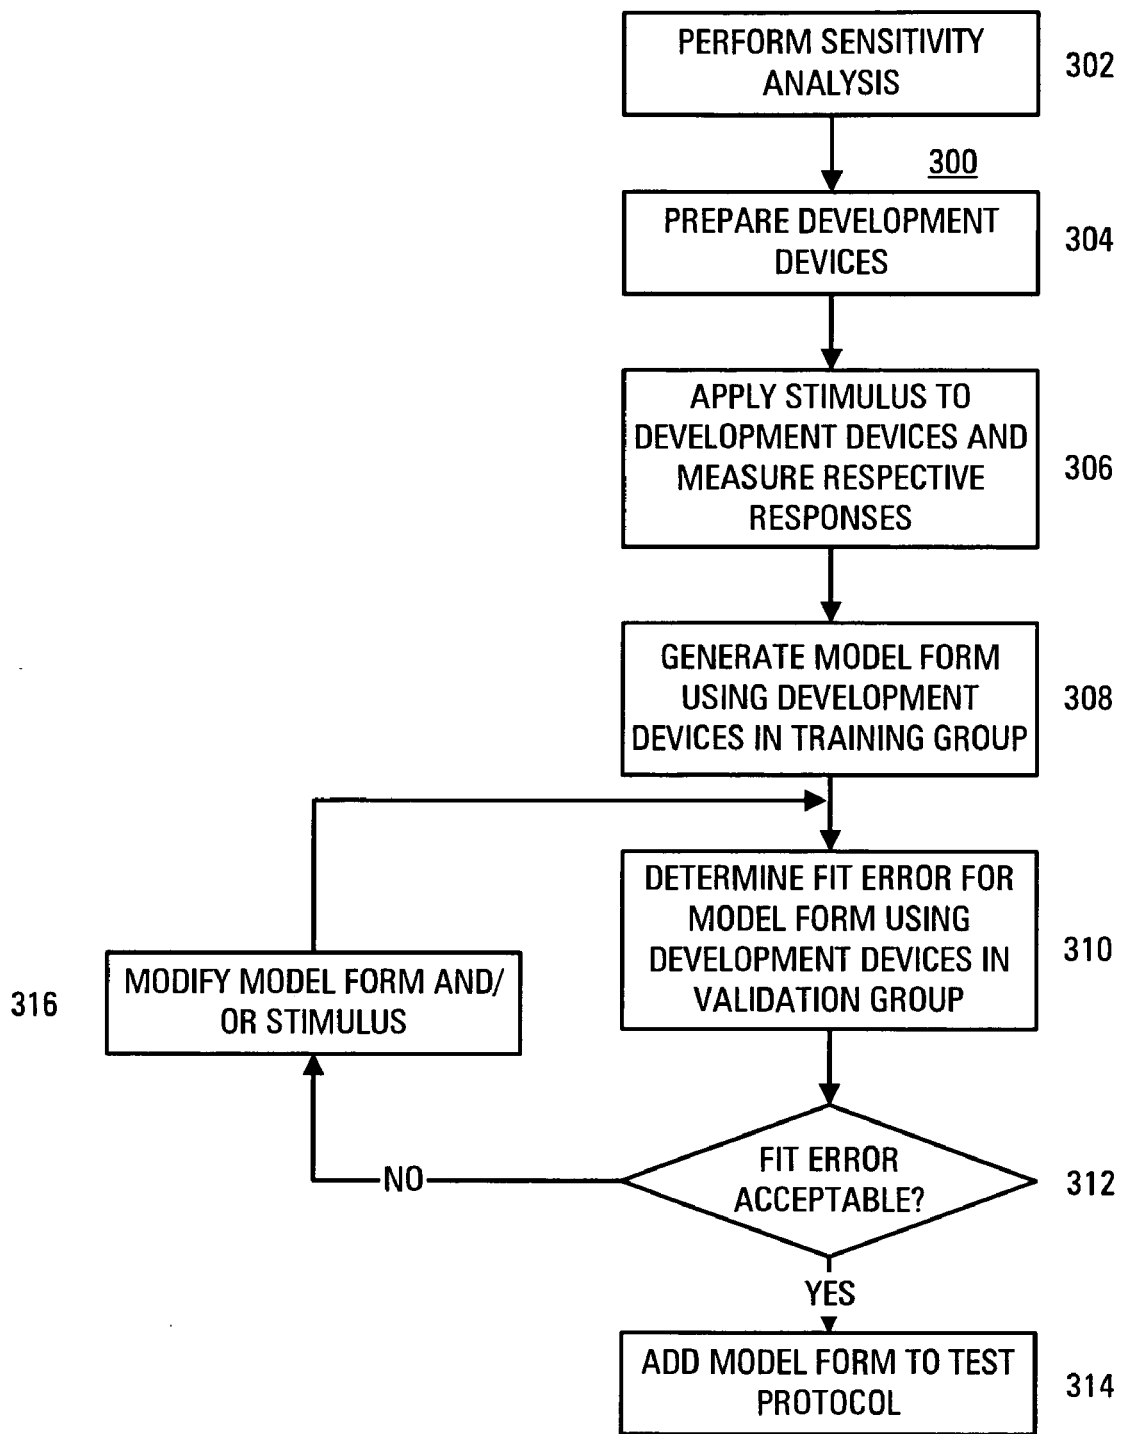 PERFORM SENSITIVITY
ANALYSIS
302
300
PREPARE DEVELOPMENT
DEVICES
304
APPLY STIMULUS TO
DEVELOPMENT DEVICES AND
MEASURE RESPECTIVE
RESPONSES
306
GENERATE MODEL FORM
USING DEVELOPMENT
DEVICES IN TRAINING GROUP
308
DETERMINE FIT ERROR FOR
MODEL FORM USING
DEVELOPMENT DEVICES IN
VALIDATION GROUP
310
316
MODIFY MODEL FORM AND/
OR STIMULUS
FIT ERROR
ACCEPTABLE?
312
NO
YES
ADD MODEL FORM TO TEST
PROTOCOL
314